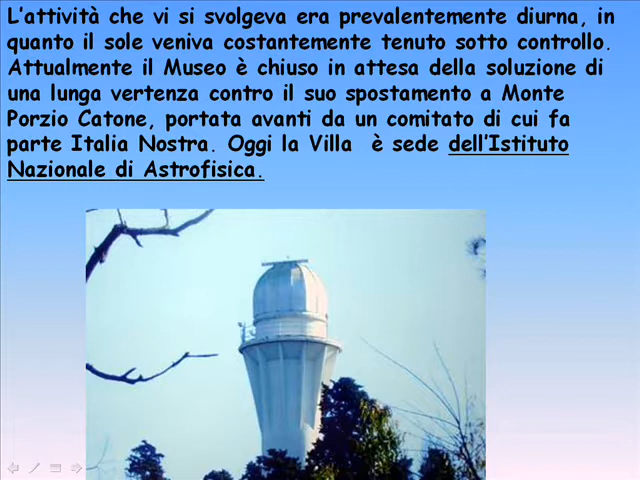 L'attività che vi si svolgeva era prevalentemente diurna, in
quanto il sole veniva costantemente tenuto sotto controllo.
Attualmente il Museo è chiuso in attesa della soluzione di
una lunga vertenza contro il suo spostamento a Monte
Porzio Catone, portata avanti da un comitato di cui fa
parte Italia Nostra. Oggi la Villa  è sede dell'Istituto
Nazionale di Astrofisica.